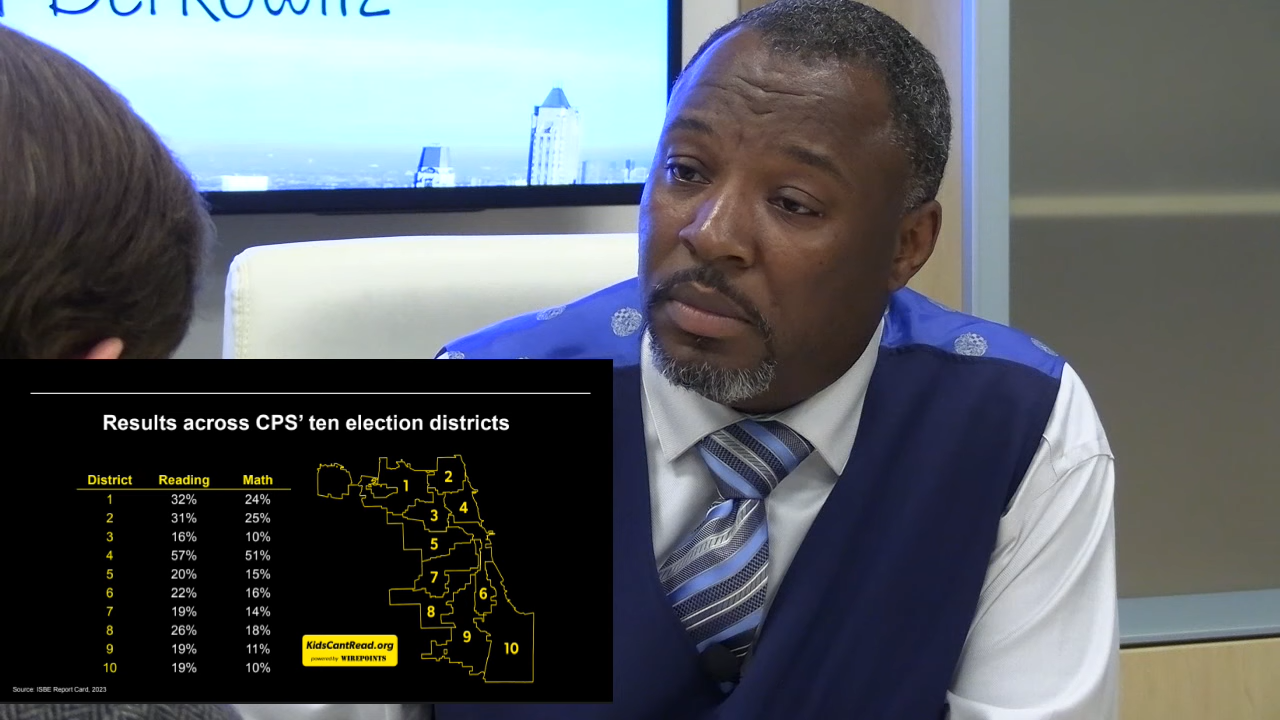 Berkowitz
Results across CPS' ten election districts
District Reading Math
1 32% 24%
2 31% 25%
3 16% 10%
4 57% 51%
5 20% 15%
6 22% 16%
7 19% 14%
8 26% 18%
9 19% 11%
10 19% 10%
1
2
3
4
5
6
7
8
9
10
KidsCantRead.org
powered by WIREPOINTS
Source: ISBE Report Card, 2023